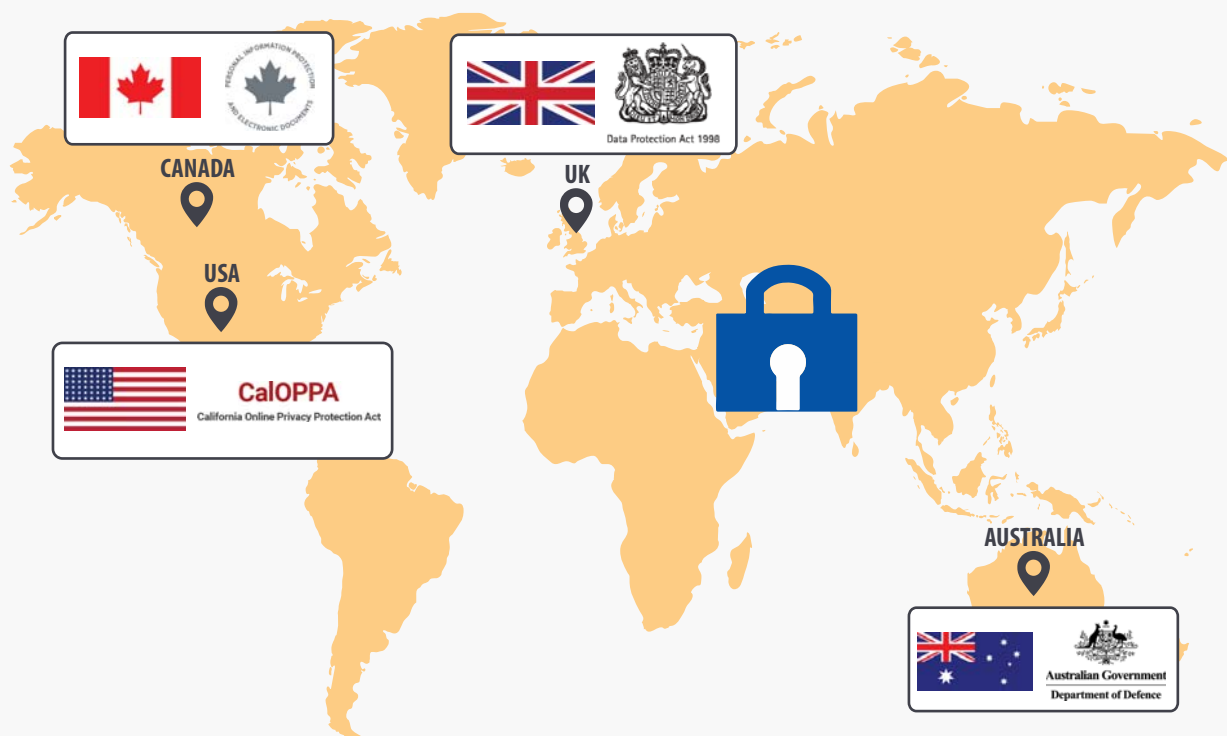 PERSONAL INFORMATION PROTECTION
AND ELECTRONIC DOCUMENTS
CANADA
Data Protection Act 1998
UK
USA
CalOPPA
California Online Privacy Protection Act
AUSTRALIA
Australian Government
Department of Defence